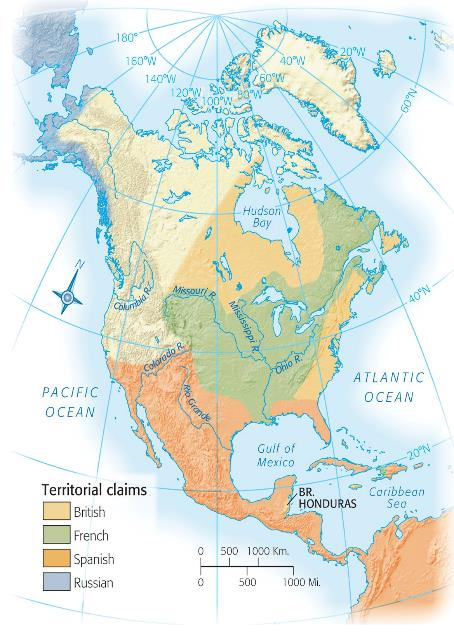 180°
160°W
140°W
120°W
100°W
80°W
60°W
40°W
20°W
60°N
Hudson
Bay
N
Columbia R.
Missouri R.
Mississippi R.
40°N
Colorado R.
Ohio R.
Rio Grande
PACIFIC
OCEAN
ATLANTIC
OCEAN
Gulf of
Mexico
20°N
BR.
HONDURAS
Caribbean
Sea
Territorial claims
British
French
Spanish
Russian
0 500 1000 Km.
0 500 1000 Mi.